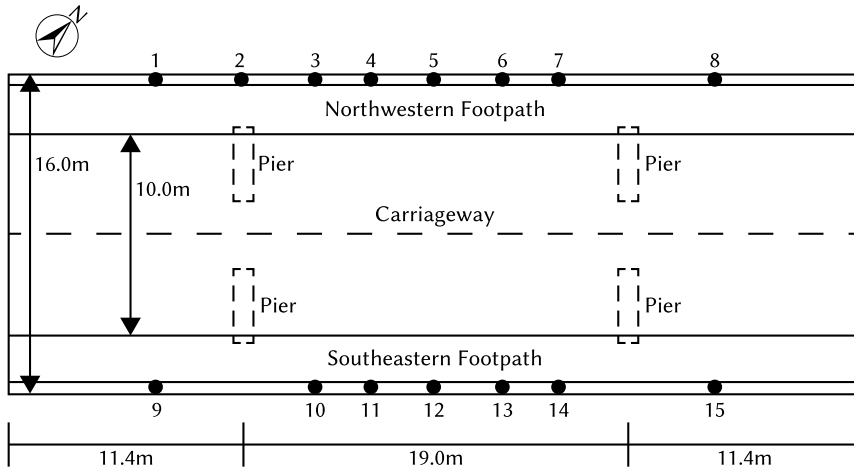 N
1 2 3 4 5 6 7 8
Northwestern Footpath
16.0m
Pier
Pier
10.0m
Carriageway
Pier
Pier
Southeastern Footpath
9 10 11 12 13 14 15
11.4m 19.0m 11.4m